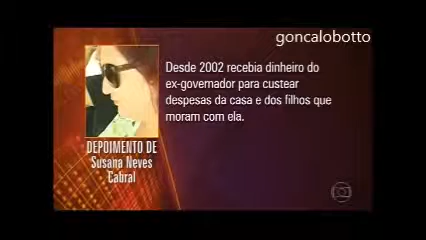 goncalobotto
Desde 2002 recebia dinheiro do
ex-governador para custear
despesas da casa e dos filhos que
moram com ela.
DEPOIMENTO DE
Susana Neves
Cabral